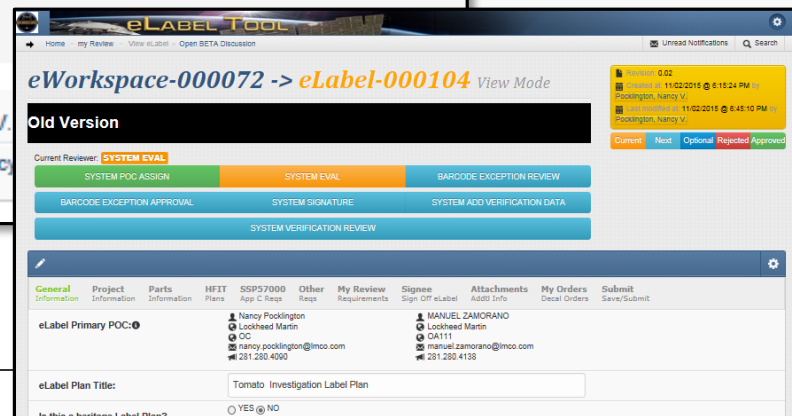 eLabel Tool
Home my Review View eLabel Open BETA Discussion
Unread Notifications Search
eWorkspace-000072 -> eLabel-000104 View Mode
Revision: 0.02
Created at: 11/02/2015 @ 6:15:24 PM by
Pocklington, Nancy V.
Last modified at: 11/02/2015 @ 6:45:10 PM by
Pocklington, Nancy V.
Old Version
Current Next Optional Rejected Approved
Current Reviewer: SYSTEM EVAL
SYSTEM POC ASSIGN SYSTEM EVAL BARCODE EXCEPTION REVIEW
BARCODE EXCEPTION APPROVAL SYSTEM SIGNATURE SYSTEM ADD VERIFICATION DATA
SYSTEM VERIFICATION REVIEW
General Project Parts HFIT SSP57000 Other My Review Signee Attachments My Orders Submit
Information Information Information Plans App C Reqs Reqs Requirements Sign Off eLabel Addtl Info Decal Orders Save/Submit
eLabel Primary POC:
Nancy Pocklington MANUEL ZAMORANO
Lockheed Martin Lockheed Martin
OC OA111
nancy.pocklington@lmco.com manuel.zamorano@lmco.com
281.280.4090 281.280.4138
eLabel Plan Title: Tomato Investigation Label Plan
Is this a baritone Label Plan? YES NO